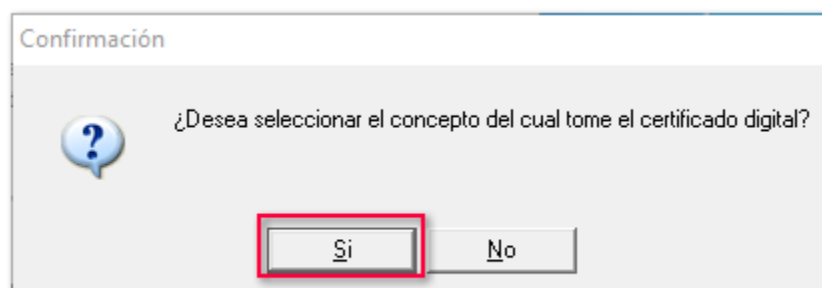 Confirmación
¿Desea seleccionar el concepto del cual tome el certificado digital?
Si
No